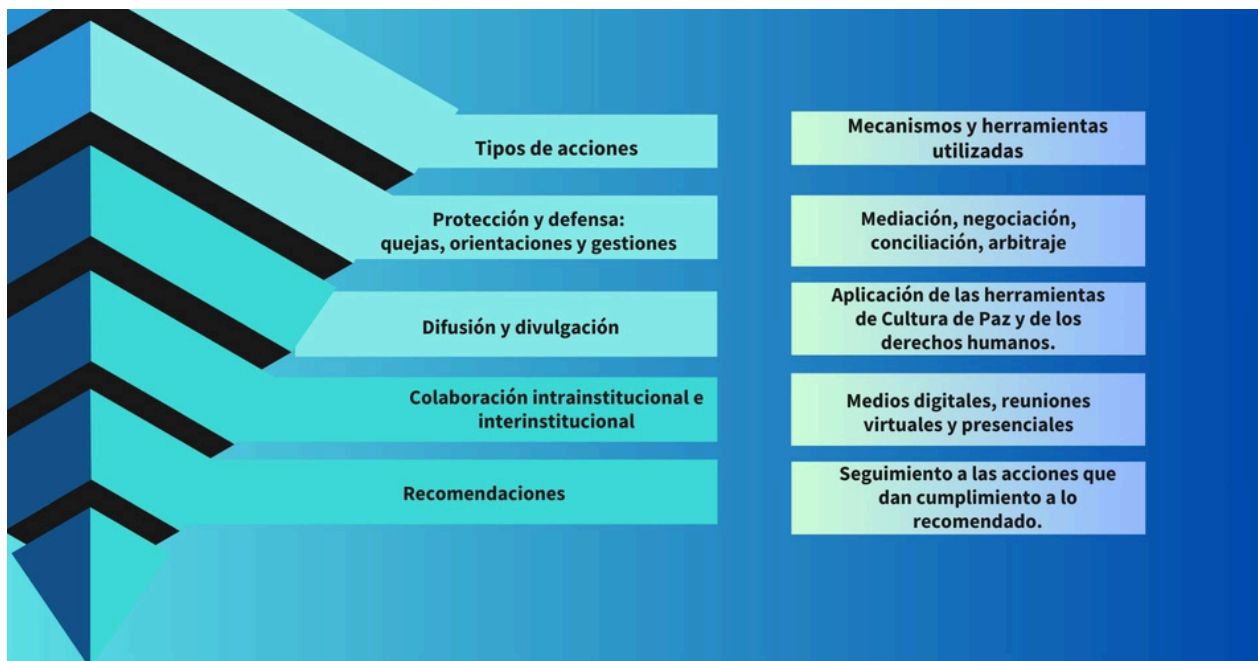 Tipos de acciones
Mecanismos y herramientas
utilizadas
Protección y defensa:
quejas, orientaciones y gestiones
Mediación, negociación,
conciliación, arbitraje
Difusión y divulgación
Aplicación de las herramientas
de Cultura de Paz y de los
derechos humanos.
Colaboración intrainstitucional e
interinstitucional
Medios digitales, reuniones
virtuales y presenciales
Recomendaciones
Seguimiento a las acciones que
dan cumplimiento a lo
recomendado.